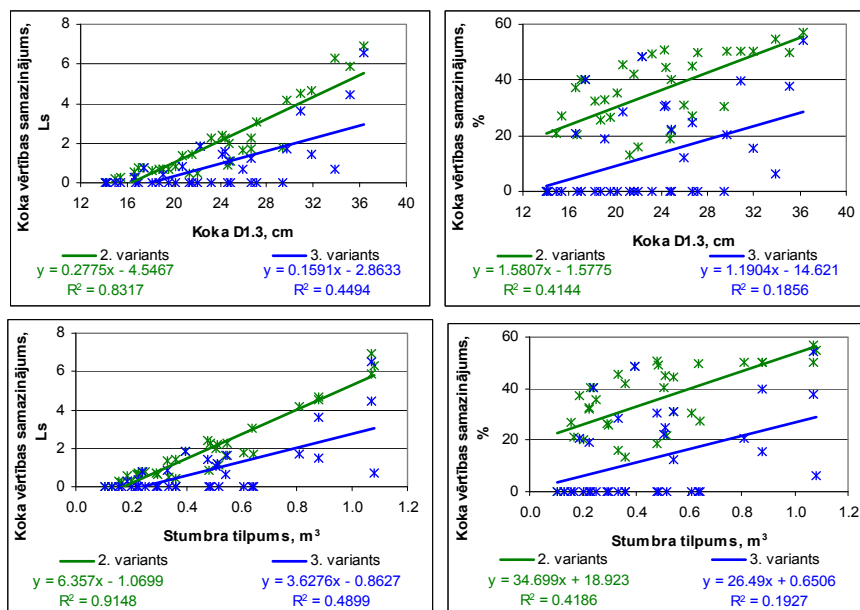 Koka vērtības samazinājums,
Ls
8
6
4
2
0
12 16 20 24 28 32 36 40
Koka D1.3, cm
2. variants 3. variants
y = 0.2775x - 4.5467 y = 0.1591x - 2.8633
R² = 0.8317 R² = 0.4494
Koka vērtības samazinājums,
%
60
40
20
0
12 16 20 24 28 32 36 40
Koka D1.3, cm
2. variants 3. variants
y = 1.5807x - 1.5775 y = 1.1904x - 14.621
R² = 0.4144 R² = 0.1856
Koka vērtības samazinājums,
Ls
8
6
4
2
0
0.0 0.2 0.4 0.6 0.8 1.0 1.2
Stumbra tilpums, m³
2. variants 3. variants
y = 6.357x - 1.0699 y = 3.6276x - 0.8627
R² = 0.9148 R² = 0.4899
Koka vērtības samazinājums,
%
60
40
20
0
0.0 0.2 0.4 0.6 0.8 1.0 1.2
Stumbra tilpums, m³
2. variants 3. variants
y = 34.699x + 18.923 y = 26.49x + 0.6506
R² = 0.4186 R² = 0.1927